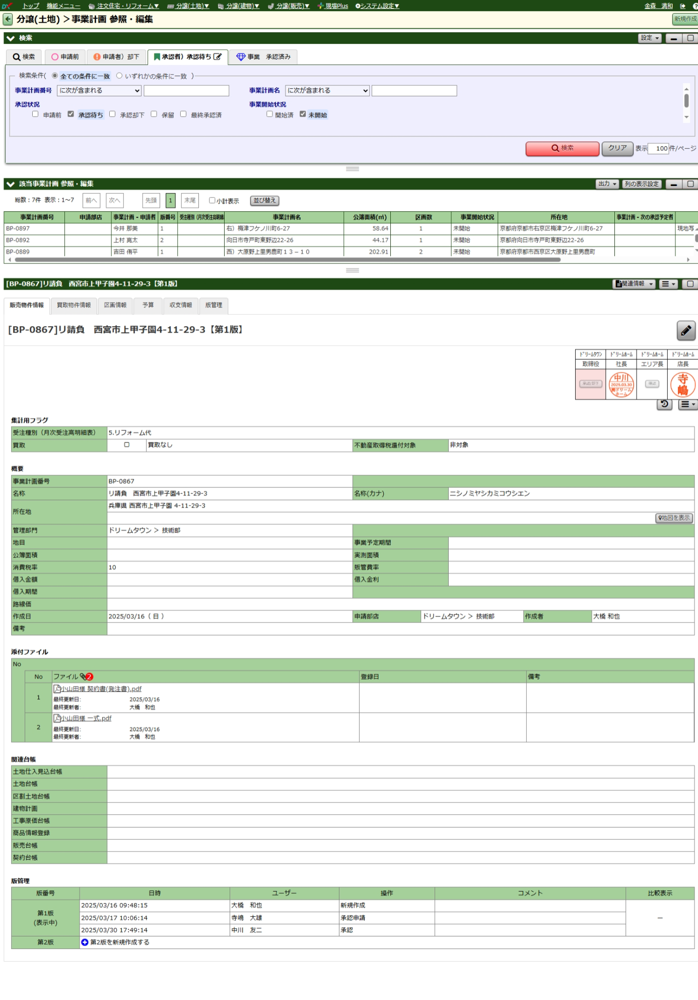 DX トップ 機能メニュー 注文住宅・リフォーム▼ 分譲(土地)▼ 分譲(建物)▼ 分譲(販売)▼ 現場Plus システム設定▼ 金森　満和
分譲(土地) ＞事業計画 参照・編集 新規作成
検索 設定
検索 申請前 申請者）却下 承認者）承認待ち 事業　承認済み
検索条件( 全ての条件に一致 いずれかの条件に一致 )
事業計画番号 に次が含まれる 事業計画名 に次が含まれる
承認状況 事業開始状況
申請前 承認待ち 承認却下 保留 最終承認済 開始済 未開始
検索 クリア 表示 100 件/ページ
該当事業計画 参照・編集 出力 列の表示設定
総数：7件 表示：1～7 前へ 次へ 先頭 1 末尾 小計表示 並び替え
事業計画番号 申請部店 事業計画 - 申請者 版番号 受注種別（月次受注高明細 事業計画名 公簿面積(㎡) 区画数 事業開始状況 所在地 事業計画 - 次の承認予定者
BP-0897 今井 那美 1 右）梅津フケノ川町6-27 58.64 1 未開始 京都府京都市右京区梅津フケノ川町6-27 現地写
BP-0892 上村 亮太 2 向日市寺戸町東野辺22-26 44.17 1 未開始 京都府向日市寺戸町東野辺22-26
BP-0889 吉田 侑平 1 西）大原野上里男鹿町１３－１０ 202.91 2 未開始 京都府京都市西京区大原野上里男鹿町
[BP-0867]リ請負　西宮市上甲子園4-11-29-3【第1版】 関連情報
販売物件情報 買取物件情報 区画情報 予算 収支情報 版管理
[BP-0867]リ請負　西宮市上甲子園4-11-29-3【第1版】
ﾄﾞﾘｰﾑﾀｳﾝ ﾄﾞﾘｰﾑﾎｰﾑ ﾄﾞﾘｰﾑﾎｰﾑ ﾄﾞﾘｰﾑﾎｰﾑ
取締役 社長 エリア長 店長
承認/却下 中川 2025.03.30 ㈱ドリームホーム 確認 寺嶋
集計用フラグ
受注種別（月次受注高明細表） 5.リフォーム代
買取 買取なし 不動産取得税還付対象 非対象
概要
事業計画番号 BP-0867
名称 リ請負　西宮市上甲子園4-11-29-3 名称(カナ) ニシノミヤシカミコウシエン
所在地 兵庫県 西宮市上甲子園 4-11-29-3
地図を表示
管理部門 ドリームタウン ＞ 技術部
地目 事業予定期間
公簿面積 実測面積
消費税率 10 販管費率
借入金額 借入金利
借入期間
路線価
作成日 2025/03/16（ 日 ） 申請部店 ドリームタウン ＞ 技術部 作成者 大橋 和也
備考
添付ファイル
No
No ファイル 2 登録日 備考
1 小山田様 契約書(発注書).pdf
最終更新日: 2025/03/16
最終更新者: 大橋　和也
2 小山田様 一式.pdf
最終更新日: 2025/03/16
最終更新者: 大橋　和也
関連台帳
土地仕入見込台帳
土地台帳
区割土地台帳
建物計画
工事原価台帳
商品情報登録
販売台帳
契約台帳
版管理
版番号 日時 ユーザー 操作 コメント 比較表示
第1版 (表示中) 2025/03/16 09:48:15 大橋　和也 新規作成 －
2025/03/17 10:06:14 寺嶋　大雄 承認申請
2025/03/30 17:49:14 中川　友二 承認
第2版 第2版を新規作成する